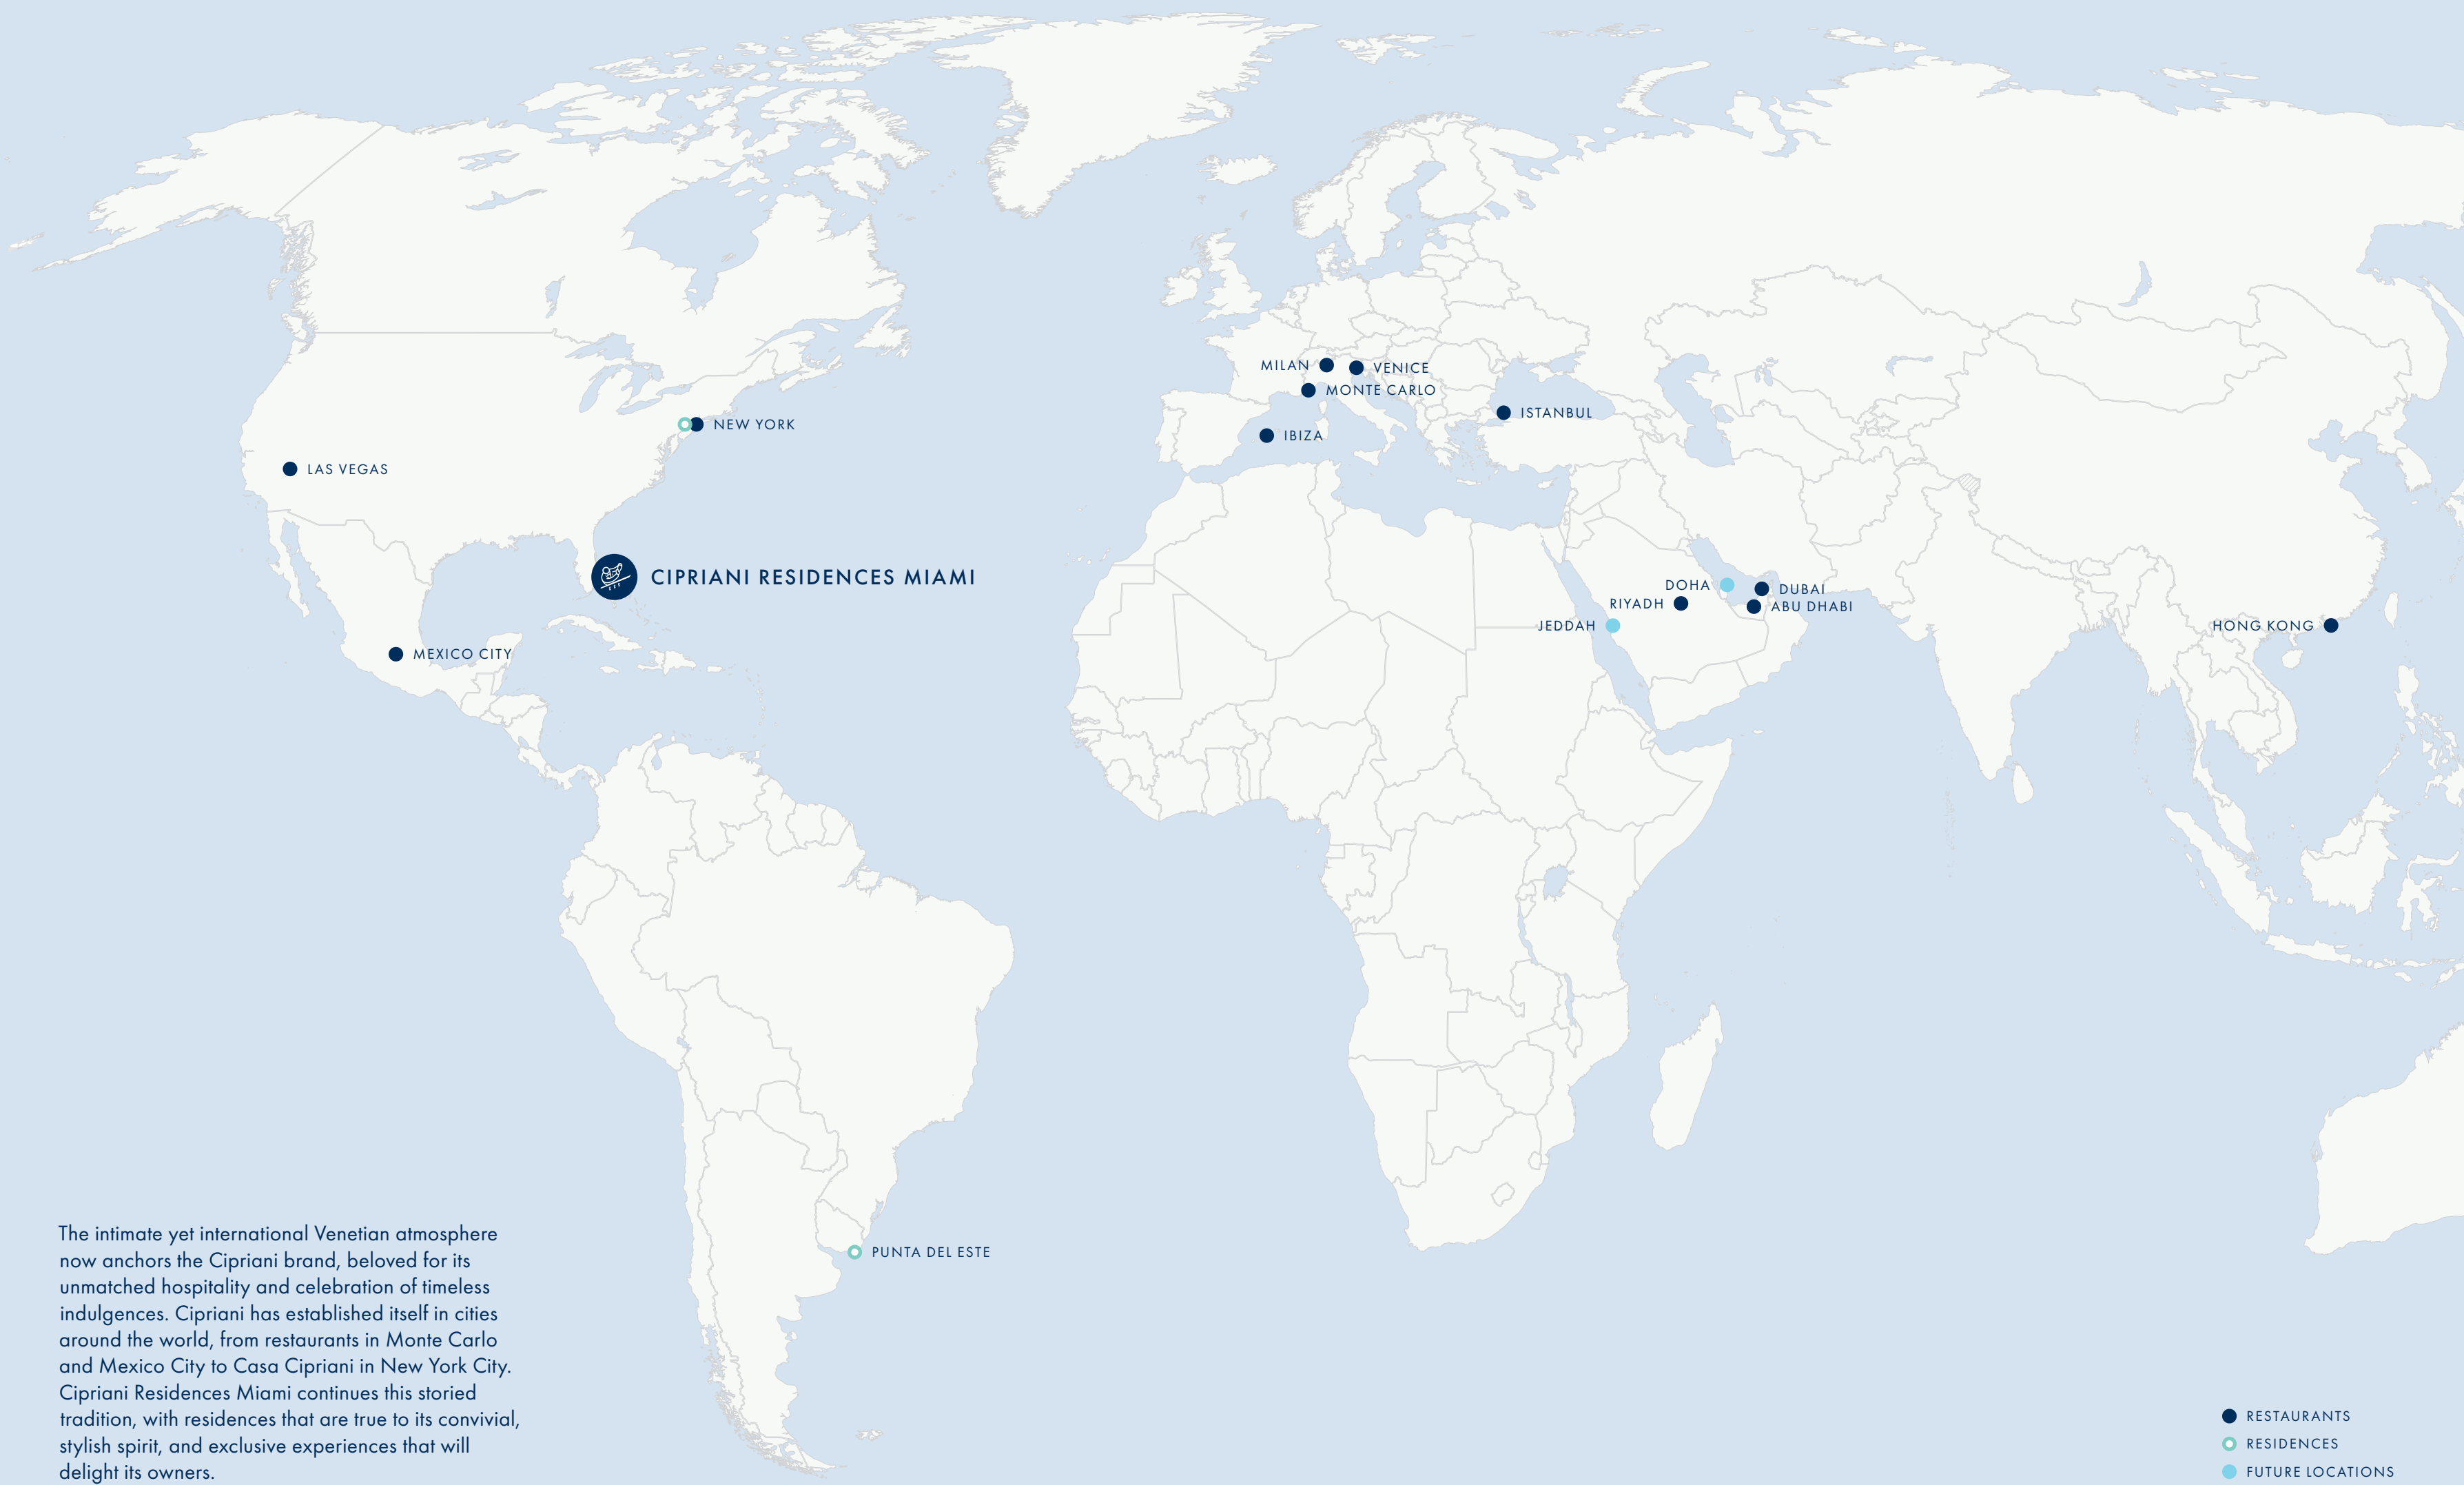 MILAN
VENICE
MONTE CARLO
ISTANBUL
NEW YORK
IBIZA
LAS VEGAS
CIPRIANI RESIDENCES MIAMI
DOHA
DUBAI
RIYADH
ABU DHABI
JEDDAH
HONG KONG
MEXICO CITY
PUNTA DEL ESTE
The intimate yet international Venetian atmosphere
now anchors the Cipriani brand, beloved for its
unmatched hospitality and celebration of timeless
indulgences. Cipriani has established itself in cities
around the world, from restaurants in Monte Carlo
and Mexico City to Casa Cipriani in New York City.
Cipriani Residences Miami continues this storied
tradition, with residences that are true to its convivial,
stylish spirit, and exclusive experiences that will
delight its owners.
RESTAURANTS
RESIDENCES
FUTURE LOCATIONS